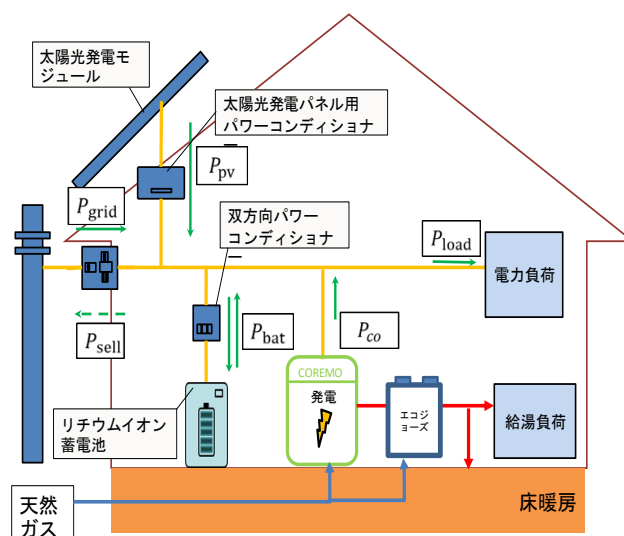 太陽光発電モ
ジュール
太陽光発電パネル用
パワーコンディショナ
ー
P_pv
P_grid
双方向パワー
コンディショナ
ー
P_load
電力負荷
P_sell
P_bat
P_co
COREMO
発電
エコジ
ョーズ
給湯負荷
リチウムイオン
蓄電池
天然
ガス
床暖房